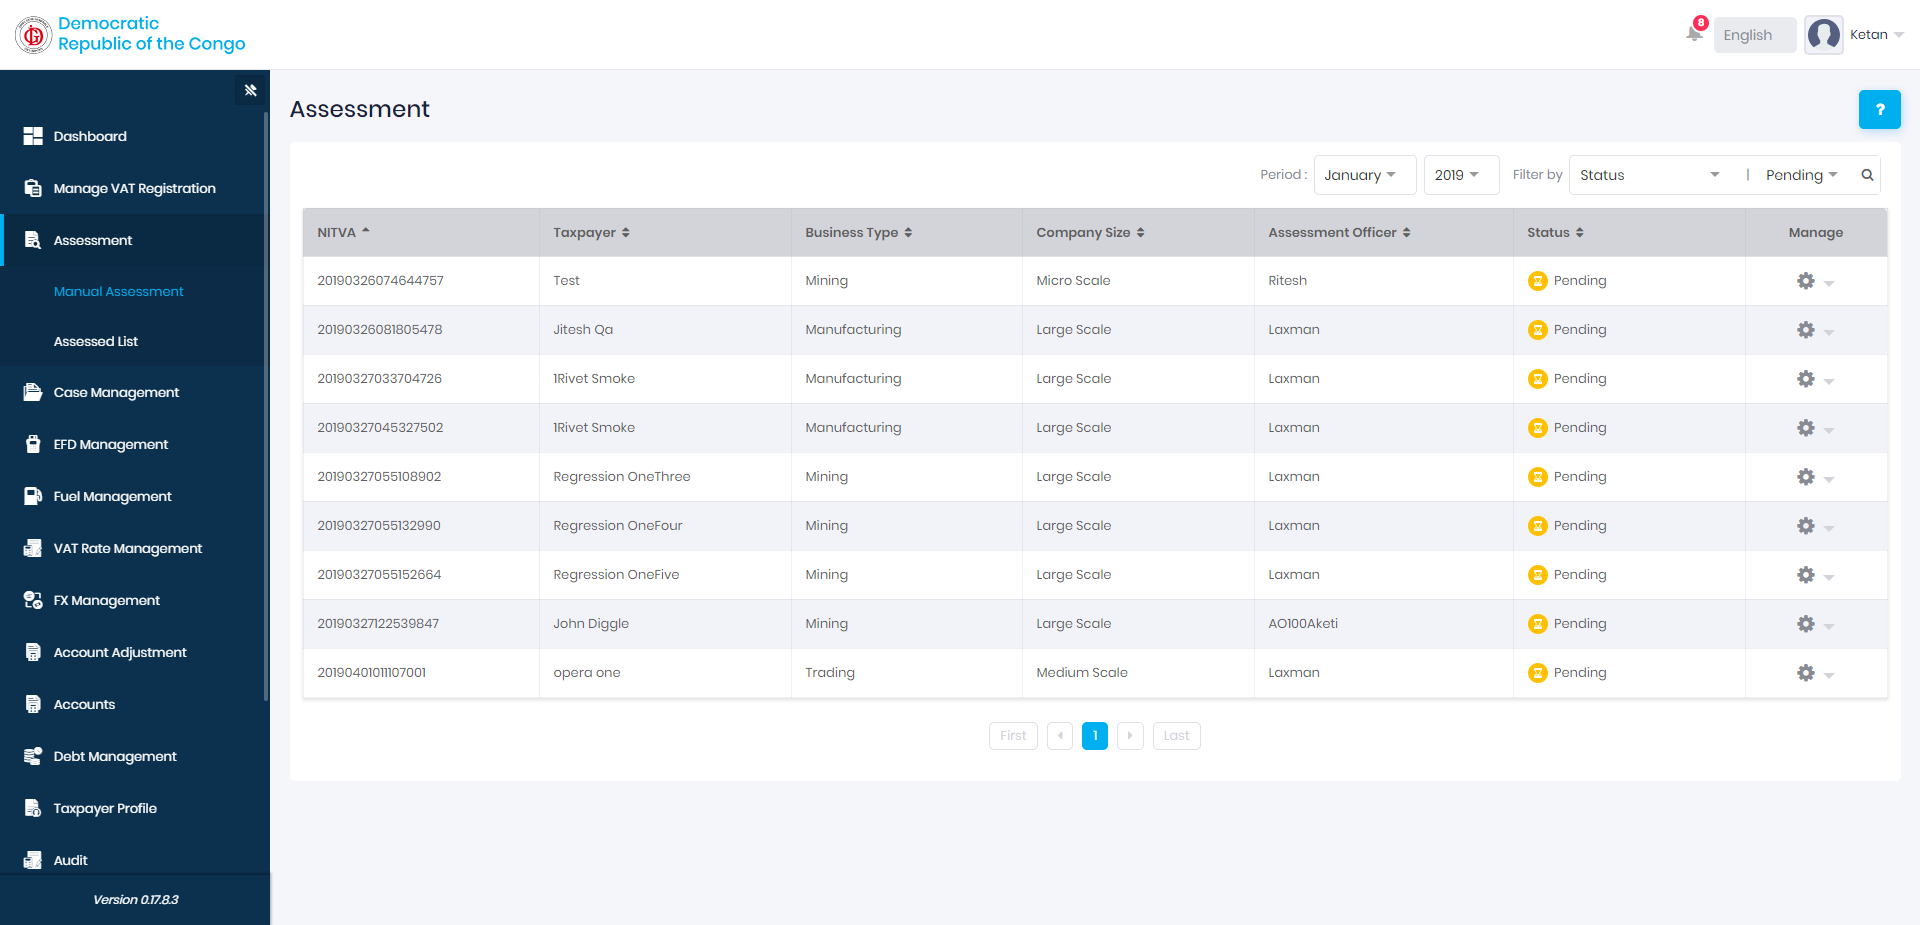 Democratic
Republic of the Congo
8
English
Ketan
Dashboard
Manage VAT Registration
Assessment
Manual Assessment
Assessed List
Case Management
EFD Management
Fuel Management
VAT Rate Management
FX Management
Account Adjustment
Accounts
Debt Management
Taxpayer Profile
Audit
Version 0.17.8.3
Assessment
?
Period : January 2019 Filter by Status | Pending
NITVA Taxpayer Business Type Company Size Assessment Officer Status Manage
20190326074644757 Test Mining Micro Scale Ritesh Pending
20190326081805478 Jitesh Qa Manufacturing Large Scale Laxman Pending
20190327033704726 1Rivet Smoke Manufacturing Large Scale Laxman Pending
20190327045327502 1Rivet Smoke Manufacturing Large Scale Laxman Pending
20190327055108902 Regression OneThree Mining Large Scale Laxman Pending
20190327055132990 Regression OneFour Mining Large Scale Laxman Pending
20190327055152664 Regression OneFive Mining Large Scale Laxman Pending
20190327122539847 John Diggle Mining Large Scale AO100Aketi Pending
20190401011107001 opera one Trading Medium Scale Laxman Pending
First 1 Last